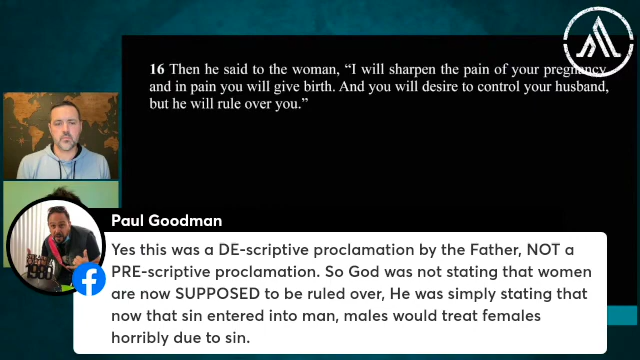 16 Then he said to the woman, “I will sharpen the pain of your pregnancy,
and in pain you will give birth. And you will desire to control your husband,
but he will rule over you.”
Paul Goodman
Yes this was a DE-scriptive proclamation by the Father, NOT a
PRE-scriptive proclamation. So God was not stating that women
are now SUPPOSED to be ruled over, He was simply stating that
now that sin entered into man, males would treat females
horribly due to sin.